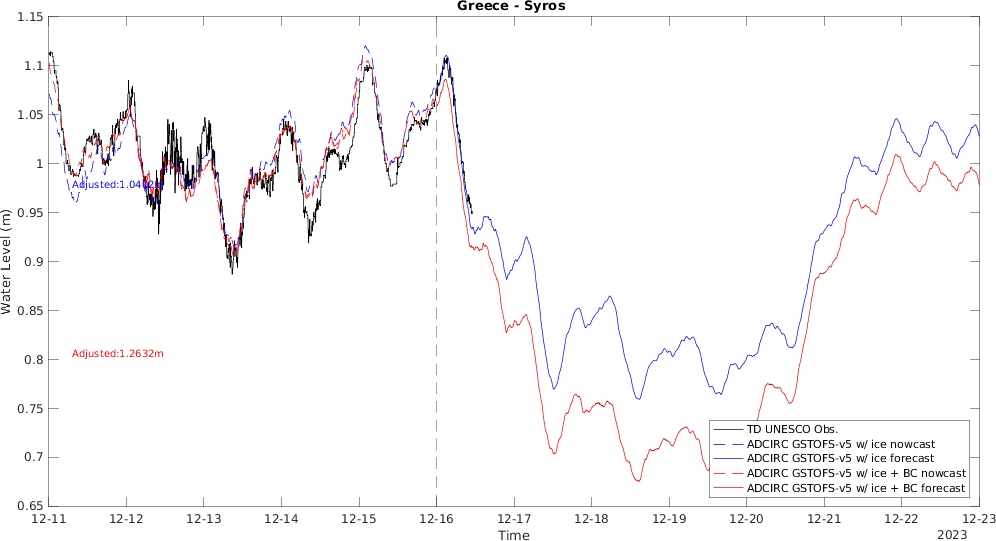 Greece - Syros
1.15
1.1
1.05
1
0.95
0.9
0.85
0.8
0.75
0.7
0.65
Water Level (m)
Adjusted:1.2632m
TD UNESCO Obs.
ADCIRC GSTOFS-v5 w/ ice nowcast
ADCIRC GSTOFS-v5 w/ ice forecast
ADCIRC GSTOFS-v5 w/ ice + BC nowcast
ADCIRC GSTOFS-v5 w/ ice + BC forecast
12-11 12-12 12-13 12-14 12-15 12-16 12-17 12-18 12-19 12-20 12-21 12-22 12-23
Time
2023